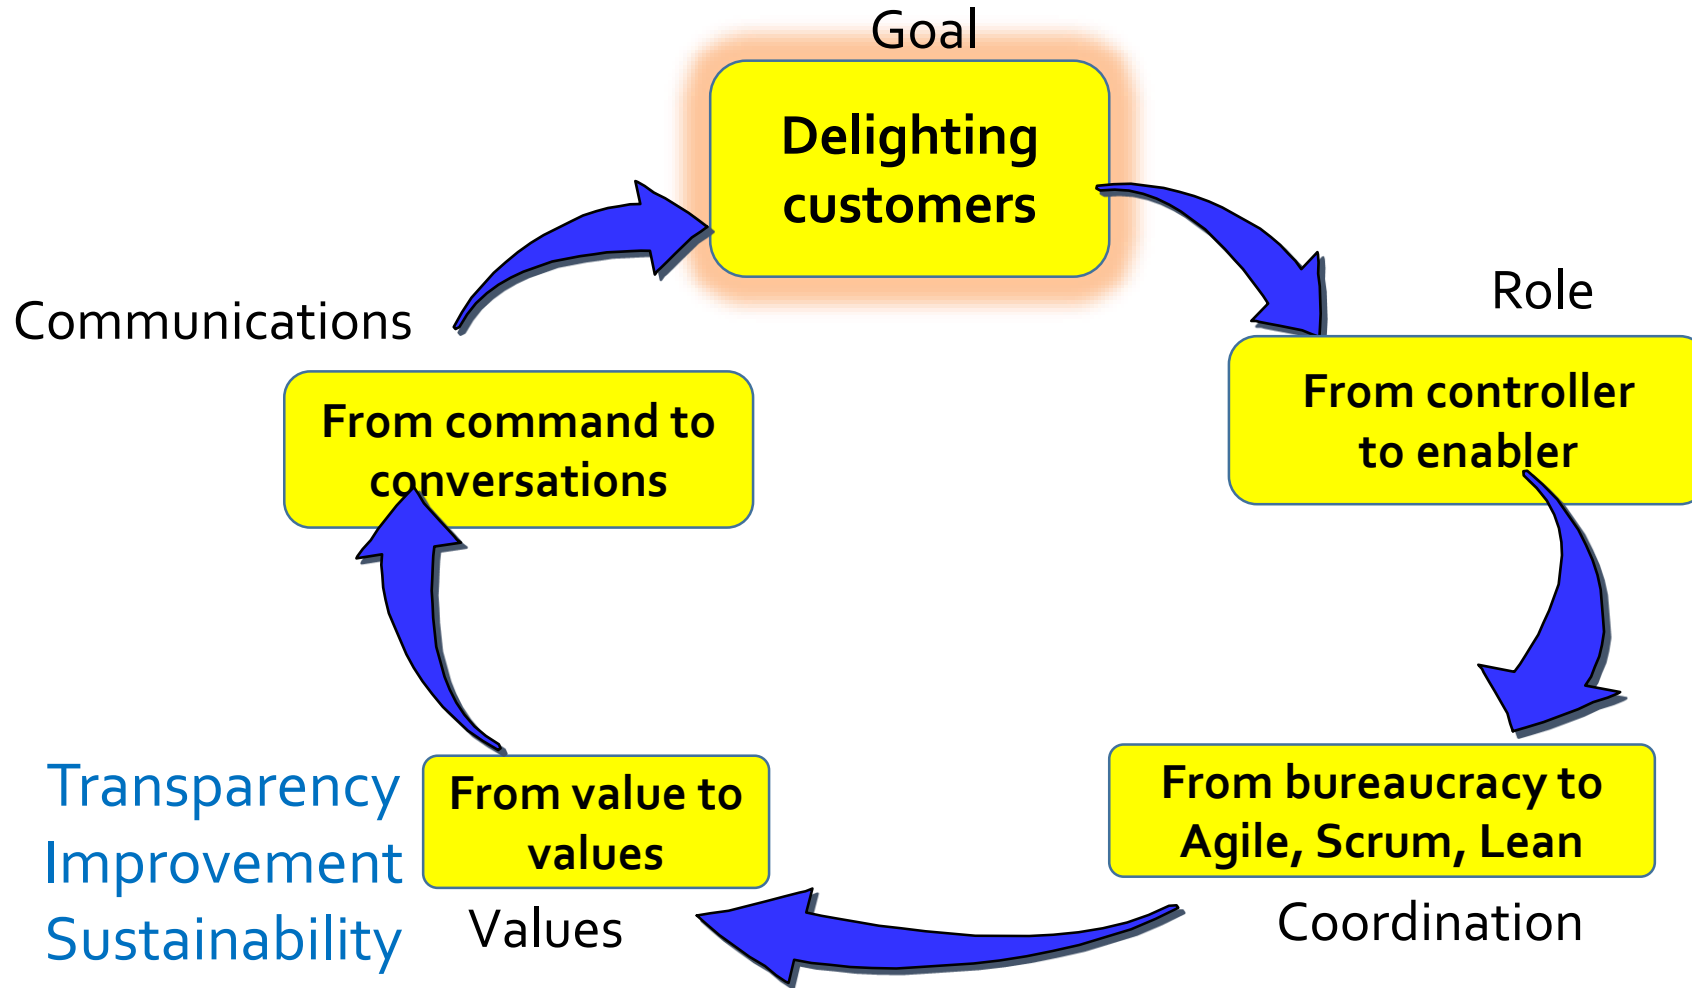 Goal
Delighting
customers
Role
From controller
to enabler
Communications
From command to
conversations
Transparency
Improvement
Sustainability
From value to
values
Values
From bureaucracy to
Agile, Scrum, Lean
Coordination